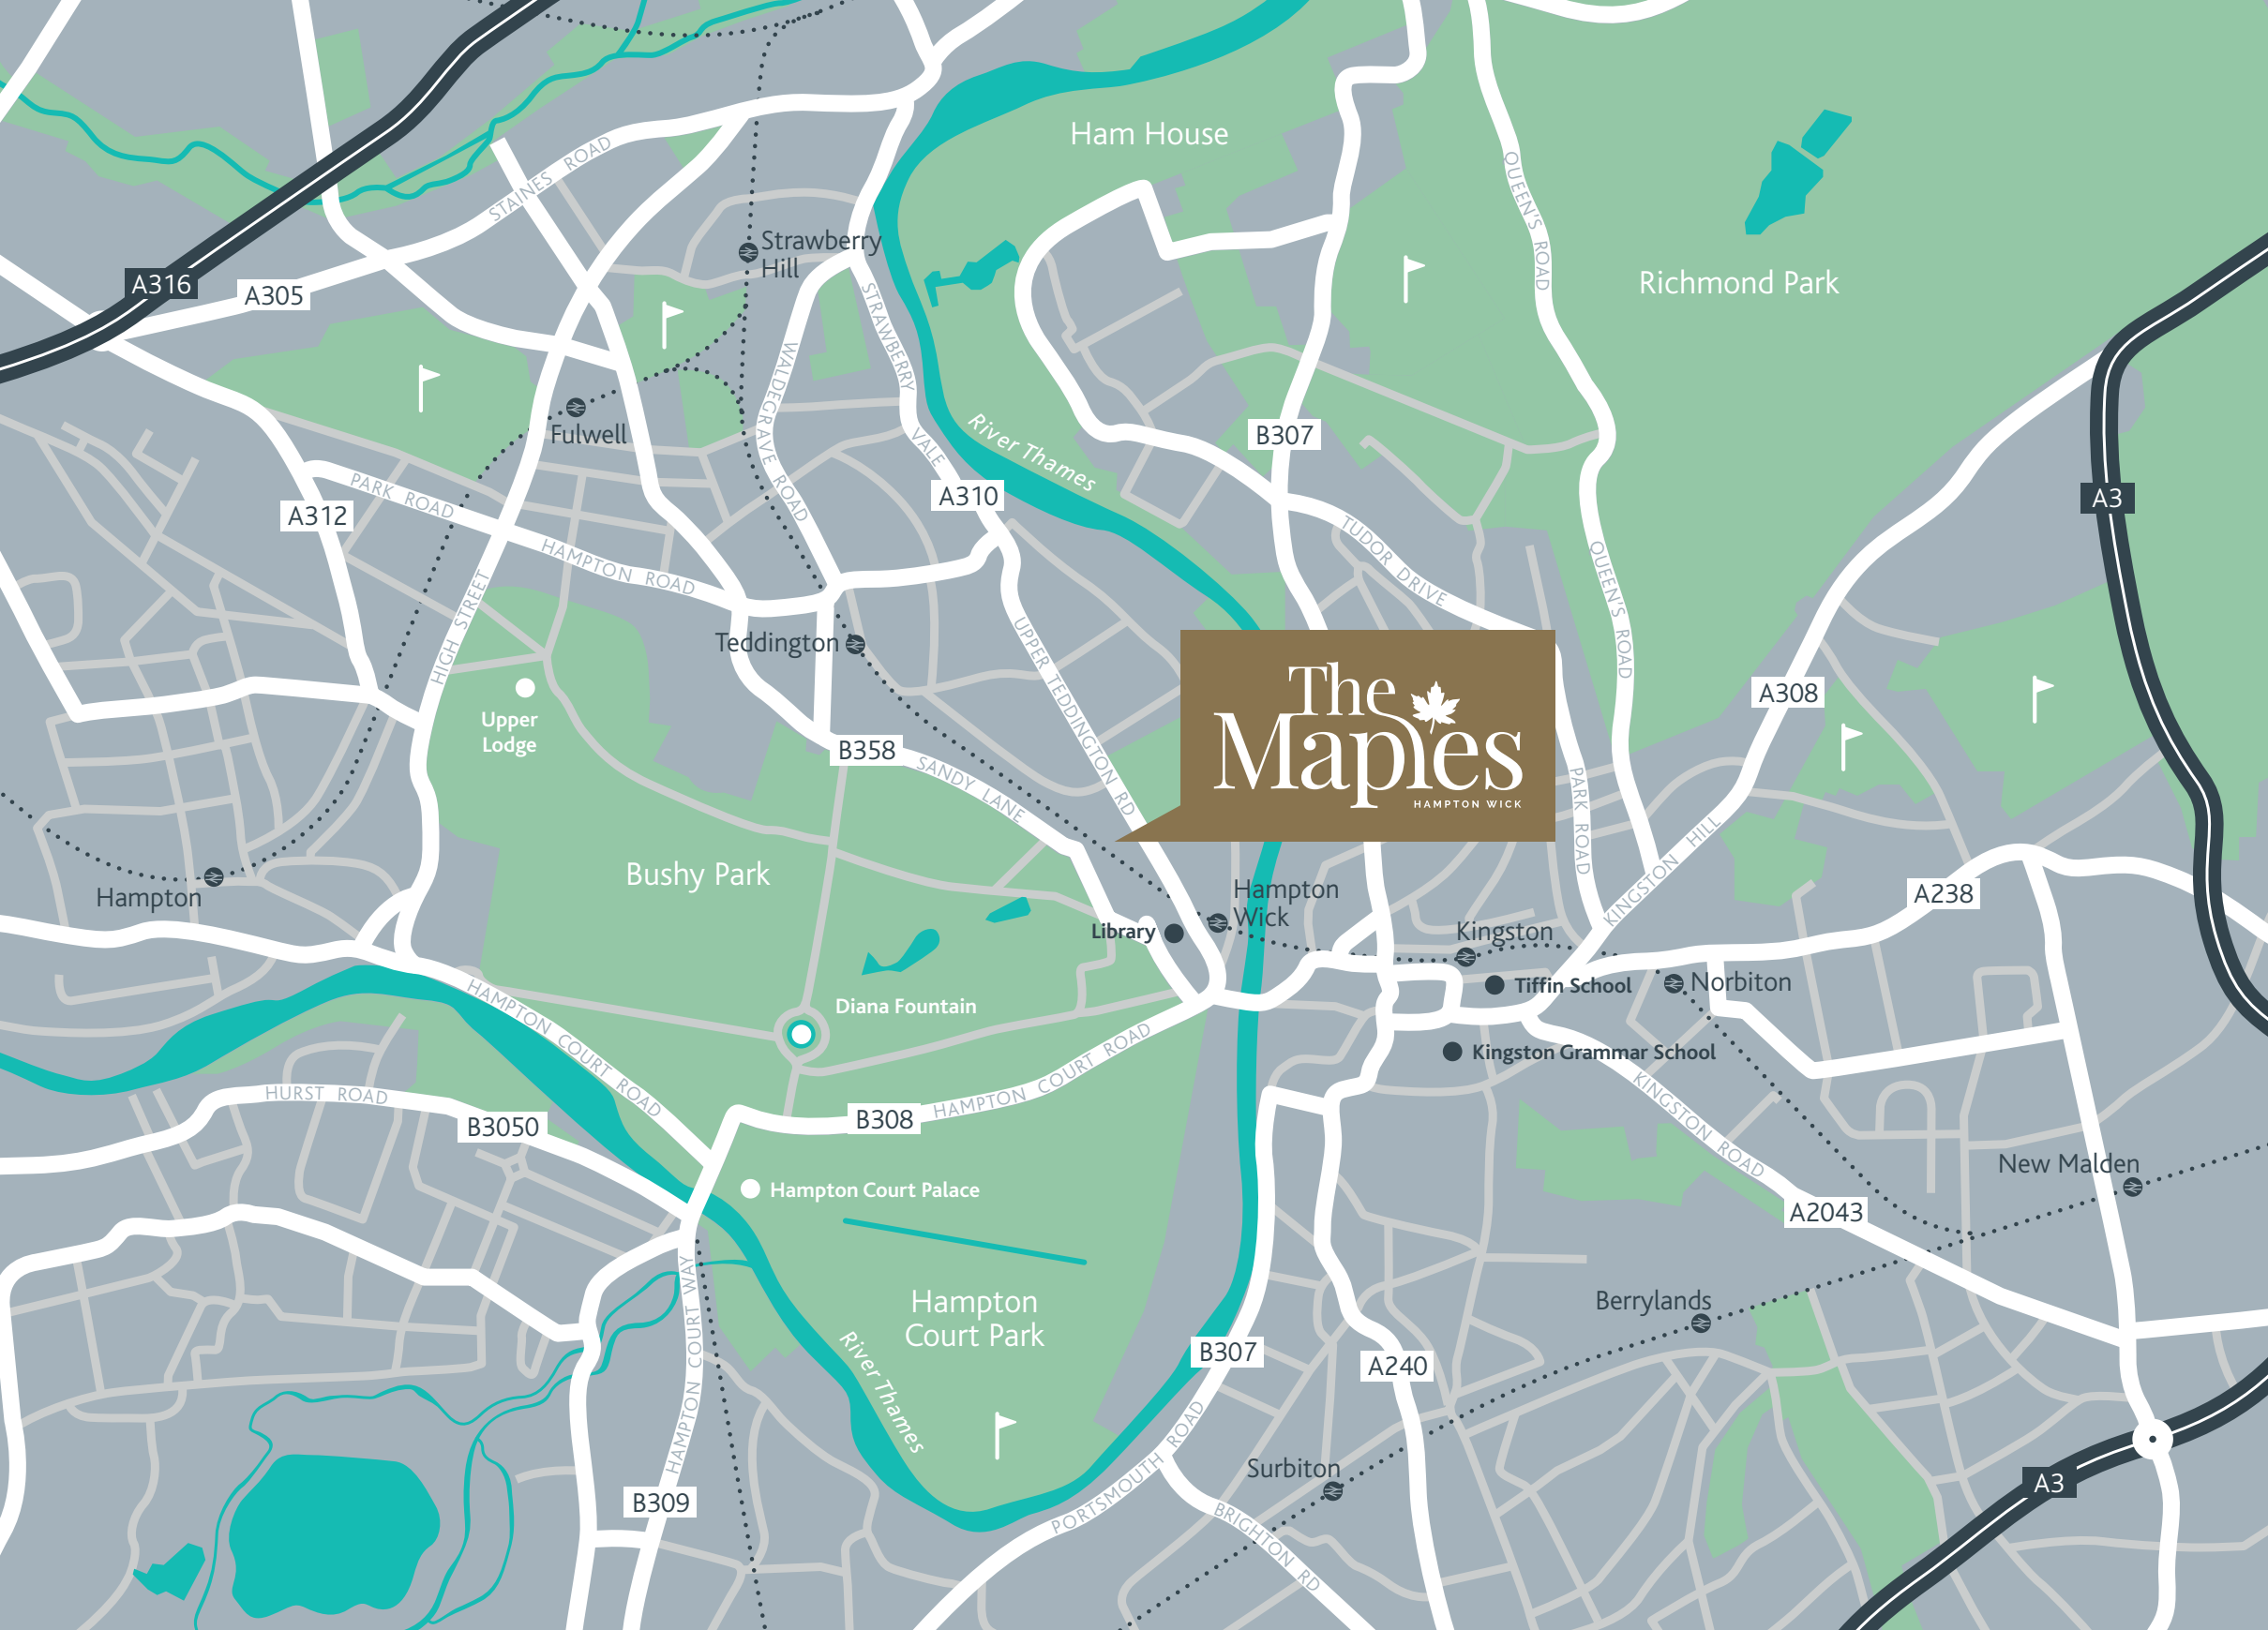 Ham House
STAINES ROAD
QUEEN'S ROAD
Strawberry
Hill
Richmond Park
A316
A305
STRAWBERRY
VALE
WALDEGRAVE ROAD
Fulwell
River Thames
B307
A310
A3
PARK ROAD
A312
HAMPTON ROAD
TUDOR DRIVE
QUEEN'S ROAD
HIGH STREET
Teddington
UPPER TEDDINGTON RD
The
Maples
HAMPTON WICK
A308
Upper
Lodge
B358
SANDY LANE
PARK ROAD
KINGSTON HILL
Bushy Park
Hampton
Hampton
Wick
A238
Library
Kingston
Tiffin School
Norbiton
HAMPTON COURT ROAD
Diana Fountain
Kingston Grammar School
HURST ROAD
B3050
B308
HAMPTON COURT ROAD
KINGSTON ROAD
New Malden
Hampton Court Palace
A2043
HAMPTON COURT WAY
Hampton
Court Park
Berrylands
River Thames
B307
A240
PORTSMOUTH ROAD
Surbiton
A3
B309
BRIGHTON RD